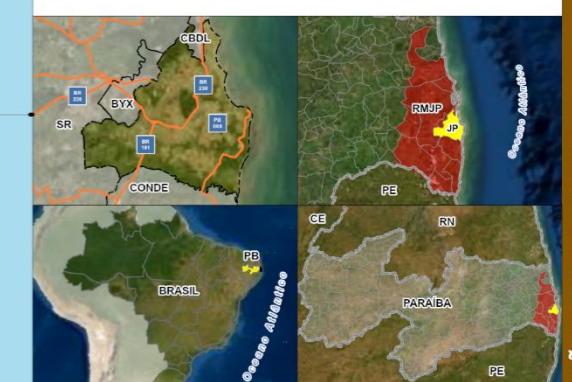 CBDL
BR
230
BR
230
BYX
PB
008
SR
BR
101
CONDE
RMJP
JP
Oceano Atlântico
PE
PB
BRASIL
Oceano Atlântico
CE
RN
PARAÍBA
PE